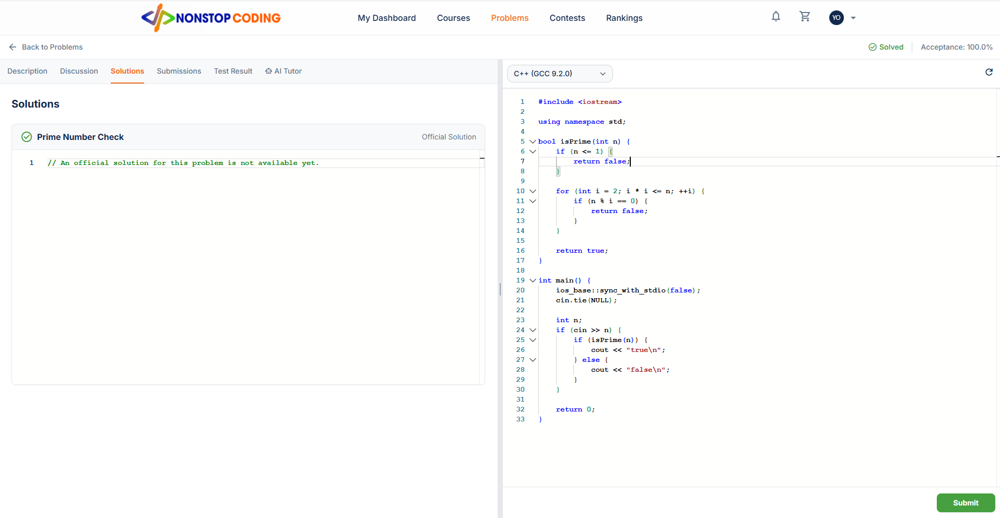 NONSTOP CODING
My Dashboard Courses Problems Contests Rankings
YO
Back to Problems
Solved Acceptance: 100.0%
Description Discussion Solutions Submissions Test Result AI Tutor
Solutions
Prime Number Check Official Solution
1 // An official solution for this problem is not available yet.
C++ (GCC 9.2.0)
1 #include <iostream>
2
3 using namespace std;
4
5 bool isPrime(int n) {
6     if (n <= 1) {
7         return false;
8     }
9
10     for (int i = 2; i * i <= n; ++i) {
11         if (n % i == 0) {
12             return false;
13         }
14     }
15
16     return true;
17 }
18
19 int main() {
20     ios_base::sync_with_stdio(false);
21     cin.tie(NULL);
22
23     int n;
24     if (cin >> n) {
25         if (isPrime(n)) {
26             cout << "true\n";
27         } else {
28             cout << "false\n";
29         }
30     }
31
32     return 0;
33 }
Submit